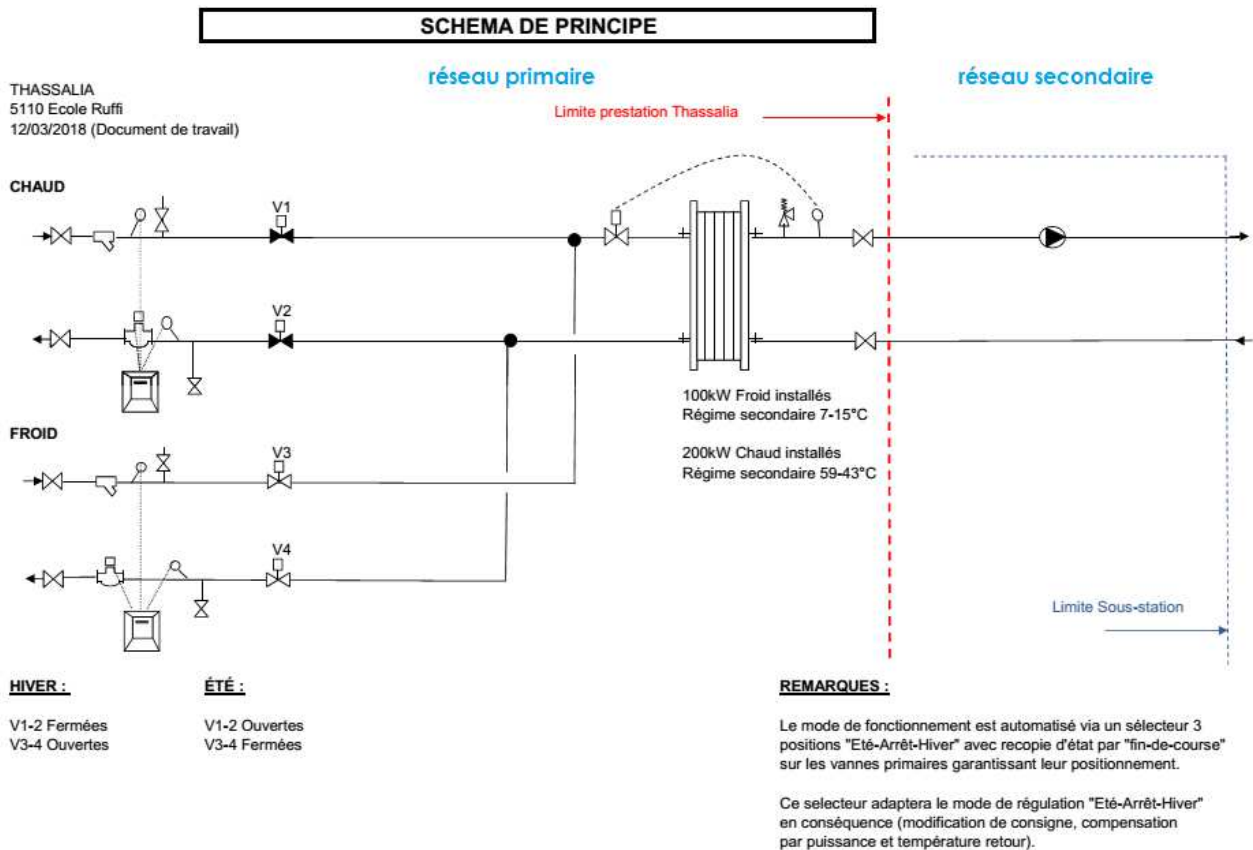 SCHEMA DE PRINCIPE
réseau primaire
réseau secondaire
THASSALIA
5110 Ecole Ruffi
12/03/2018 (Document de travail)
Limite prestation Thassalia
CHAUD
V1
V2
100kW Froid installés
Régime secondaire 7-15°C
200kW Chaud installés
Régime secondaire 59-43°C
FROID
V3
V4
Limite Sous-station
HIVER :
V1-2 Fermées
V3-4 Ouvertes
ÉTÉ :
V1-2 Ouvertes
V3-4 Fermées
REMARQUES :
Le mode de fonctionnement est automatisé via un sélecteur 3
positions "Eté-Arrêt-Hiver" avec recopie d'état par "fin-de-course"
sur les vannes primaires garantissant leur positionnement.
Ce selecteur adaptera le mode de régulation "Eté-Arrêt-Hiver"
en conséquence (modification de consigne, compensation
par puissance et température retour).